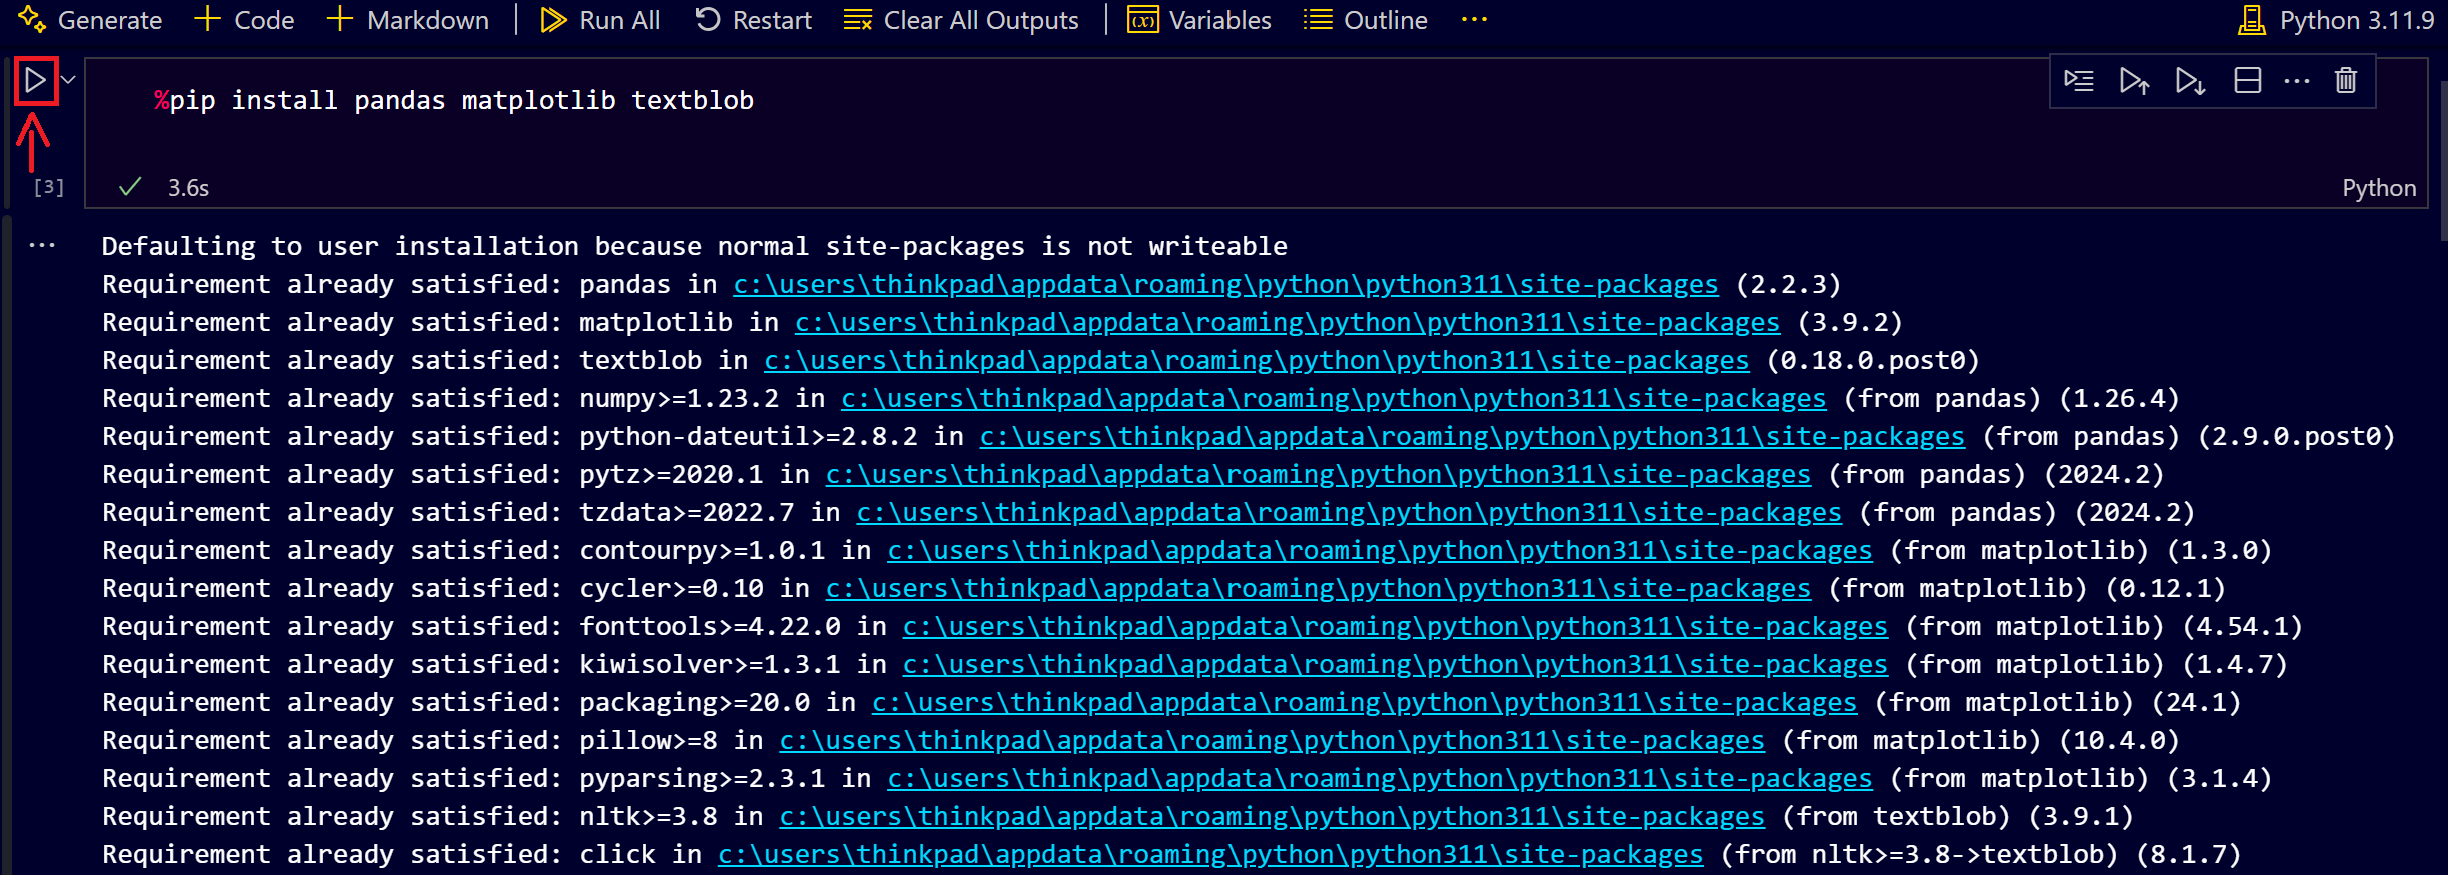 Generate + Code + Markdown | Run All Restart Clear All Outputs | (x) Variables Outline ... Python 3.11.9
%pip install pandas matplotlib textblob
[3] ✓ 3.6s Python
... Defaulting to user installation because normal site-packages is not writeable
Requirement already satisfied: pandas in c:\users\thinkpad\appdata\roaming\python\python311\site-packages (2.2.3)
Requirement already satisfied: matplotlib in c:\users\thinkpad\appdata\roaming\python\python311\site-packages (3.9.2)
Requirement already satisfied: textblob in c:\users\thinkpad\appdata\roaming\python\python311\site-packages (0.18.0.post0)
Requirement already satisfied: numpy>=1.23.2 in c:\users\thinkpad\appdata\roaming\python\python311\site-packages (from pandas) (1.26.4)
Requirement already satisfied: python-dateutil>=2.8.2 in c:\users\thinkpad\appdata\roaming\python\python311\site-packages (from pandas) (2.9.0.post0)
Requirement already satisfied: pytz>=2020.1 in c:\users\thinkpad\appdata\roaming\python\python311\site-packages (from pandas) (2024.2)
Requirement already satisfied: tzdata>=2022.7 in c:\users\thinkpad\appdata\roaming\python\python311\site-packages (from pandas) (2024.2)
Requirement already satisfied: contourpy>=1.0.1 in c:\users\thinkpad\appdata\roaming\python\python311\site-packages (from matplotlib) (1.3.0)
Requirement already satisfied: cycler>=0.10 in c:\users\thinkpad\appdata\roaming\python\python311\site-packages (from matplotlib) (0.12.1)
Requirement already satisfied: fonttools>=4.22.0 in c:\users\thinkpad\appdata\roaming\python\python311\site-packages (from matplotlib) (4.54.1)
Requirement already satisfied: kiwisolver>=1.3.1 in c:\users\thinkpad\appdata\roaming\python\python311\site-packages (from matplotlib) (1.4.7)
Requirement already satisfied: packaging>=20.0 in c:\users\thinkpad\appdata\roaming\python\python311\site-packages (from matplotlib) (24.1)
Requirement already satisfied: pillow>=8 in c:\users\thinkpad\appdata\roaming\python\python311\site-packages (from matplotlib) (10.4.0)
Requirement already satisfied: pyparsing>=2.3.1 in c:\users\thinkpad\appdata\roaming\python\python311\site-packages (from matplotlib) (3.1.4)
Requirement already satisfied: nltk>=3.8 in c:\users\thinkpad\appdata\roaming\python\python311\site-packages (from textblob) (3.9.1)
Requirement already satisfied: click in c:\users\thinkpad\appdata\roaming\python\python311\site-packages (from nltk>=3.8->textblob) (8.1.7)